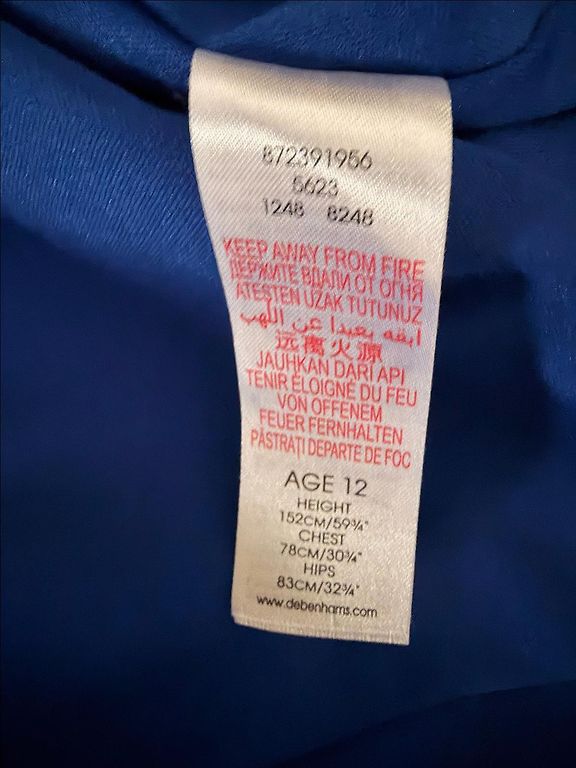 872391956
5623
1248 8248
KEEP AWAY FROM FIRE
ДЕРЖИТЕ ВДАЛИ ОТ ОГНЯ
ATEŞTEN UZAK TUTUNUZ
ابقه بعيدا عن اللهب
远离火源
JAUHKAN DARI API
TENIR ÉLOIGNÉ DU FEU
VON OFFENEM
FEUER FERNHALTEN
PĂSTRAȚI DEPARTE DE FOC
AGE 12
HEIGHT
152CM/59¾"
CHEST
78CM/30¾"
HIPS
83CM/32¾"
www.debenhams.com